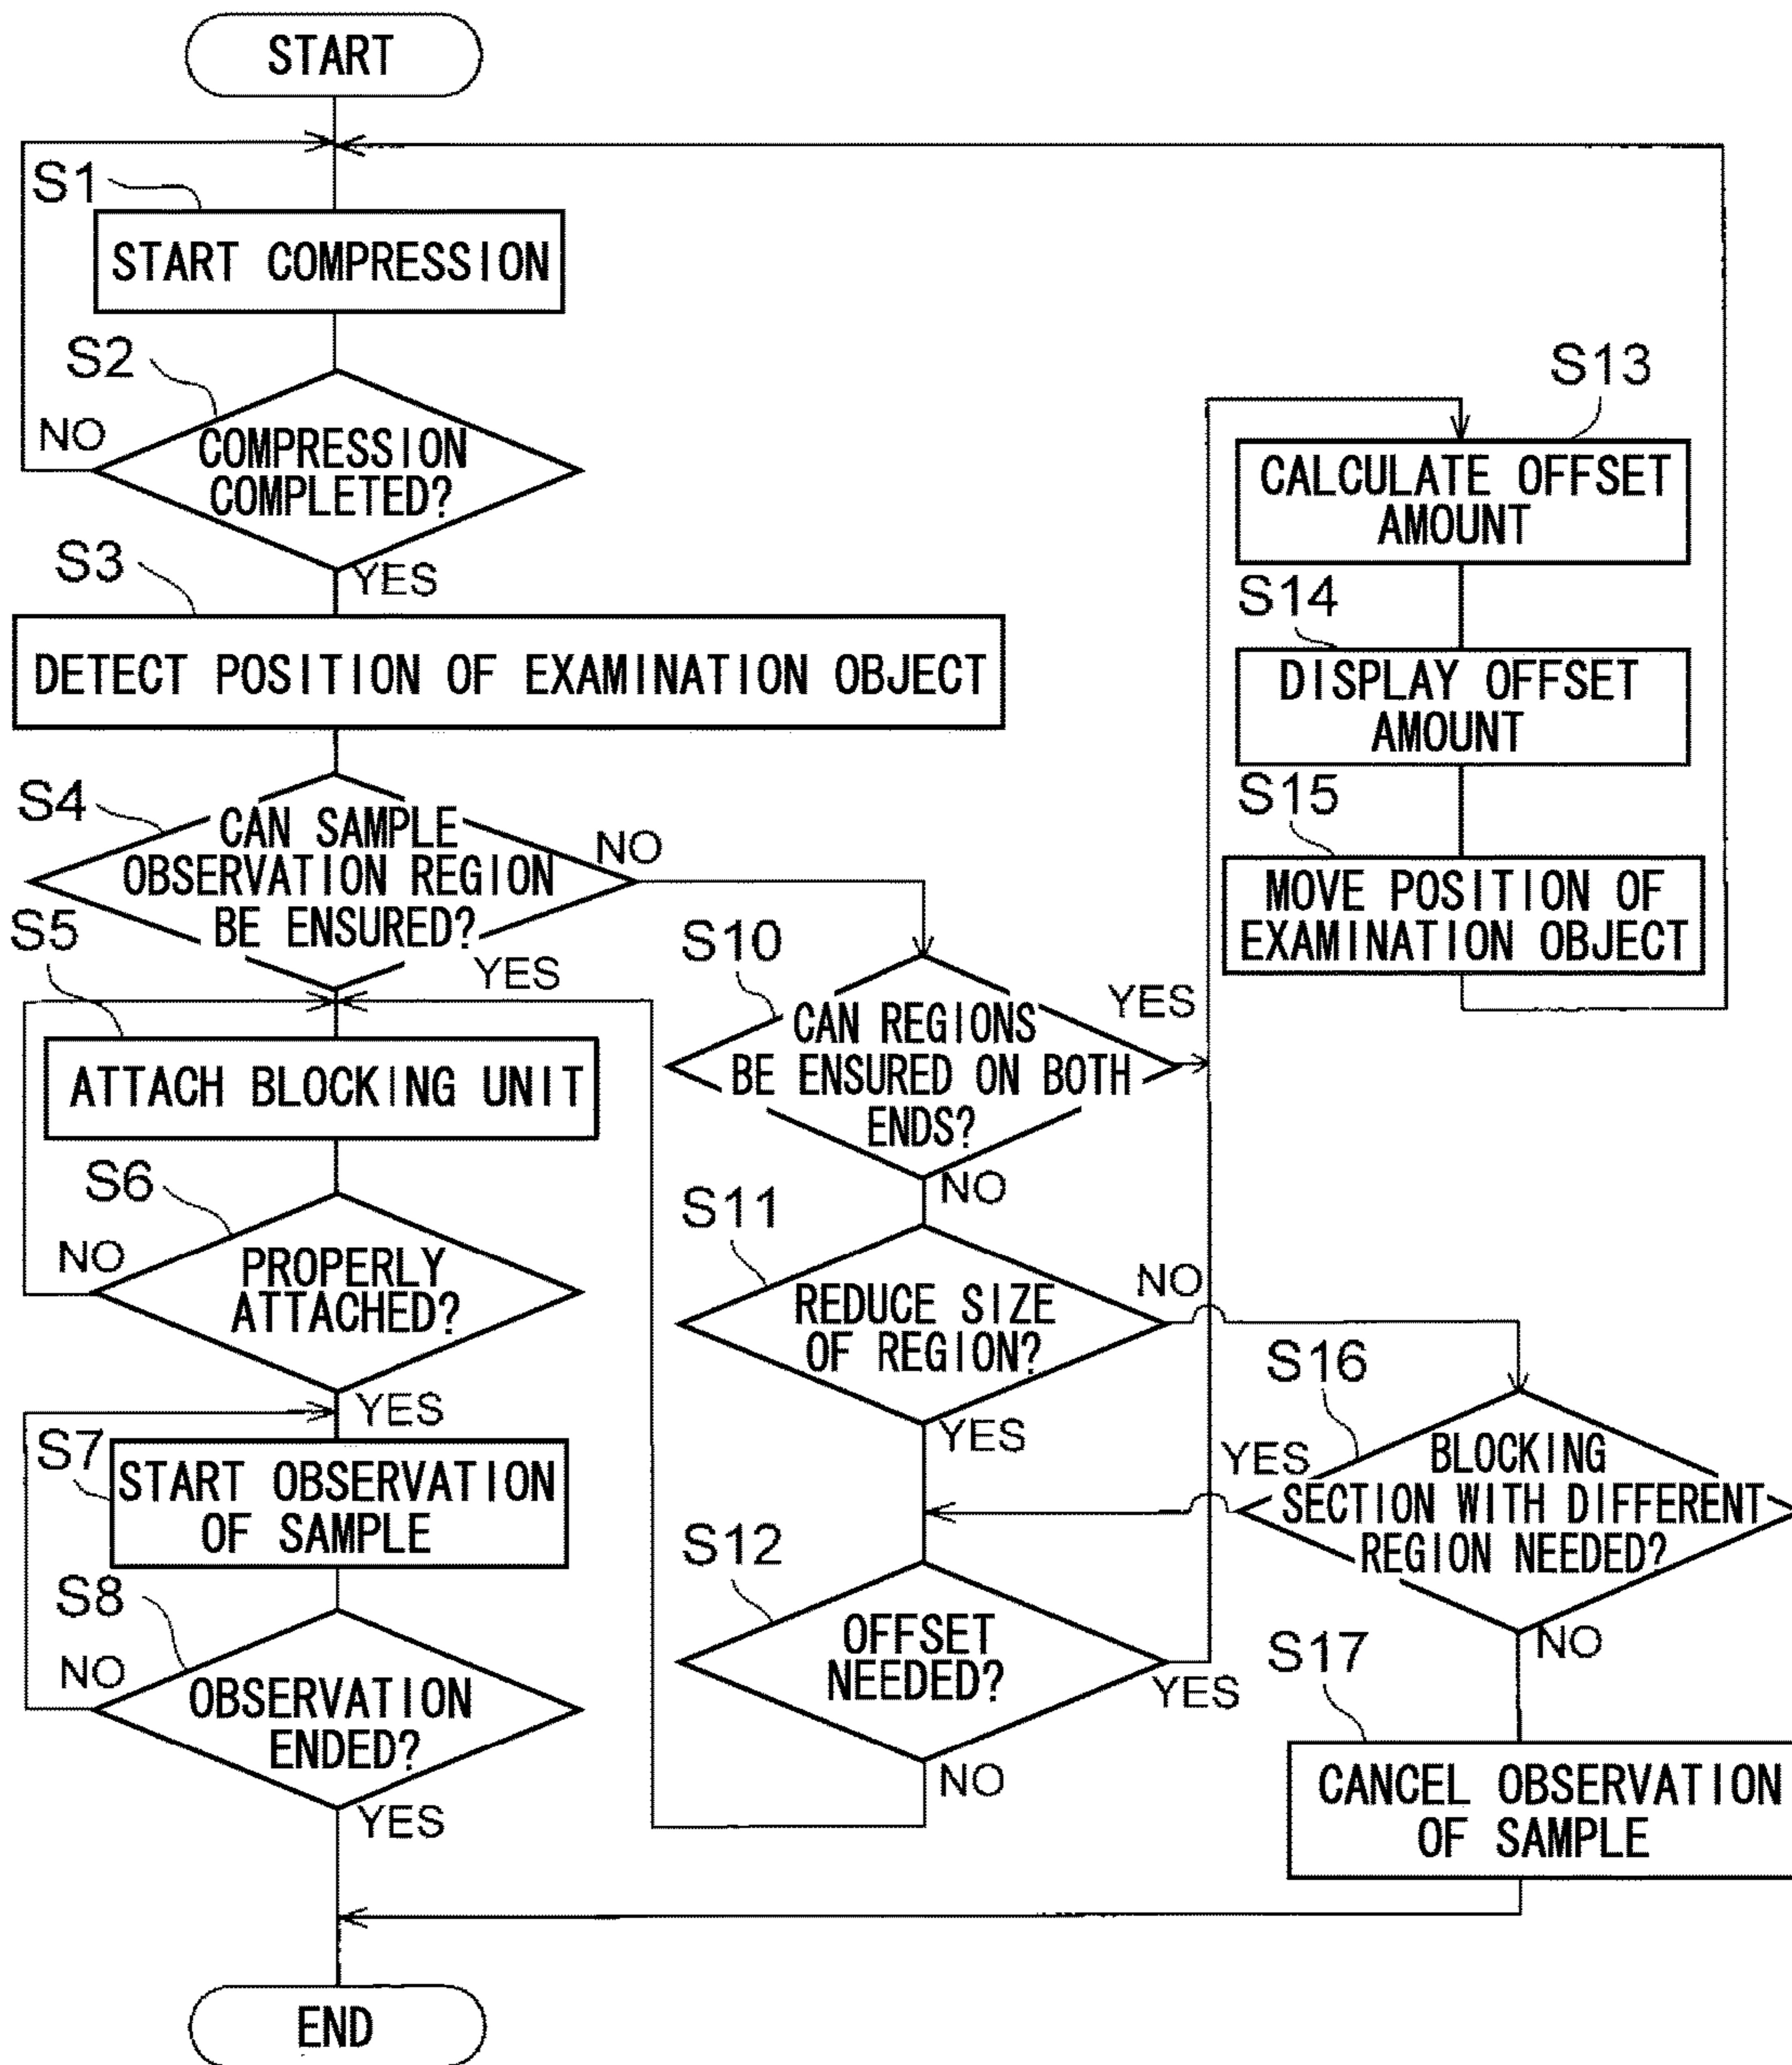 START
S1
START COMPRESSION
S2
NO
COMPRESSION
COMPLETED?
YES
S3
DETECT POSITION OF EXAMINATION OBJECT
S4
CAN SAMPLE
OBSERVATION REGION
BE ENSURED?
NO
YES
S5
ATTACH BLOCKING UNIT
S6
NO
PROPERLY
ATTACHED?
YES
S7
START OBSERVATION
OF SAMPLE
S8
NO
OBSERVATION
ENDED?
YES
END
S10
CAN REGIONS
BE ENSURED ON BOTH
ENDS?
YES
NO
S11
REDUCE SIZE
OF REGION?
NO
YES
S12
OFFSET
NEEDED?
YES
NO
S13
CALCULATE OFFSET
AMOUNT
S14
DISPLAY OFFSET
AMOUNT
S15
MOVE POSITION OF
EXAMINATION OBJECT
S16
YES
BLOCKING
SECTION WITH DIFFERENT
REGION NEEDED?
NO
S17
CANCEL OBSERVATION
OF SAMPLE